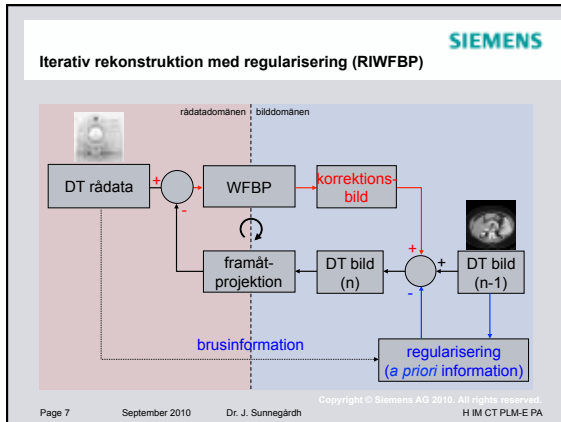 SIEMENS
Iterativ rekonstruktion med regularisering (RIWFBP)
rådatadomänen
bilddomänen
DT rådata
+
-
WFBP
korrektions-
bild
framåt-
projektion
DT bild
(n)
+
+
-
DT bild
(n-1)
brusinformation
regularisering
(a priori information)
Copyright © Siemens AG 2010. All rights reserved.
Page 7 September 2010 Dr. J. Sunnegårdh H IM CT PLM-E PA